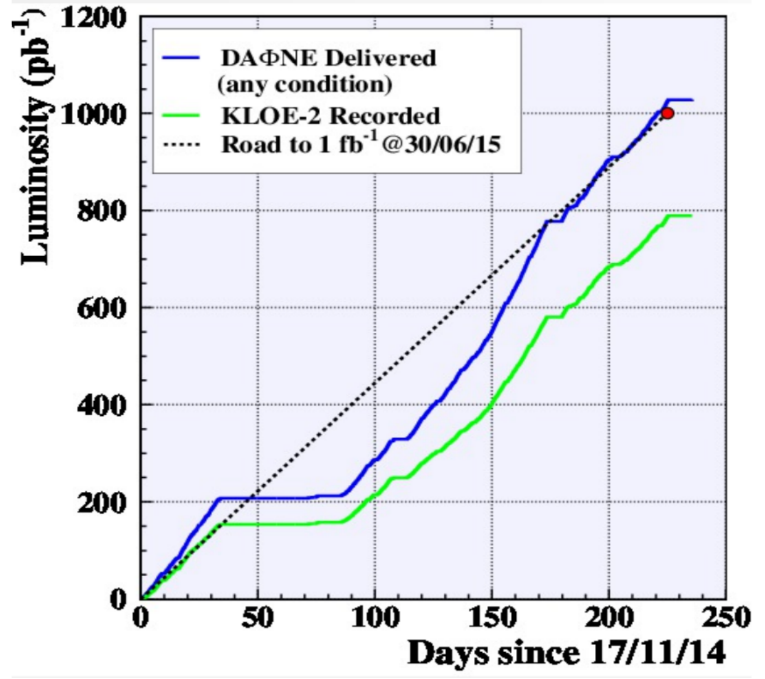 Luminosity (pb⁻¹)
1200
1000
800
600
400
200
0
DAΦNE Delivered
(any condition)
KLOE-2 Recorded
Road to 1 fb⁻¹@30/06/15
0 50 100 150 200 250
Days since 17/11/14